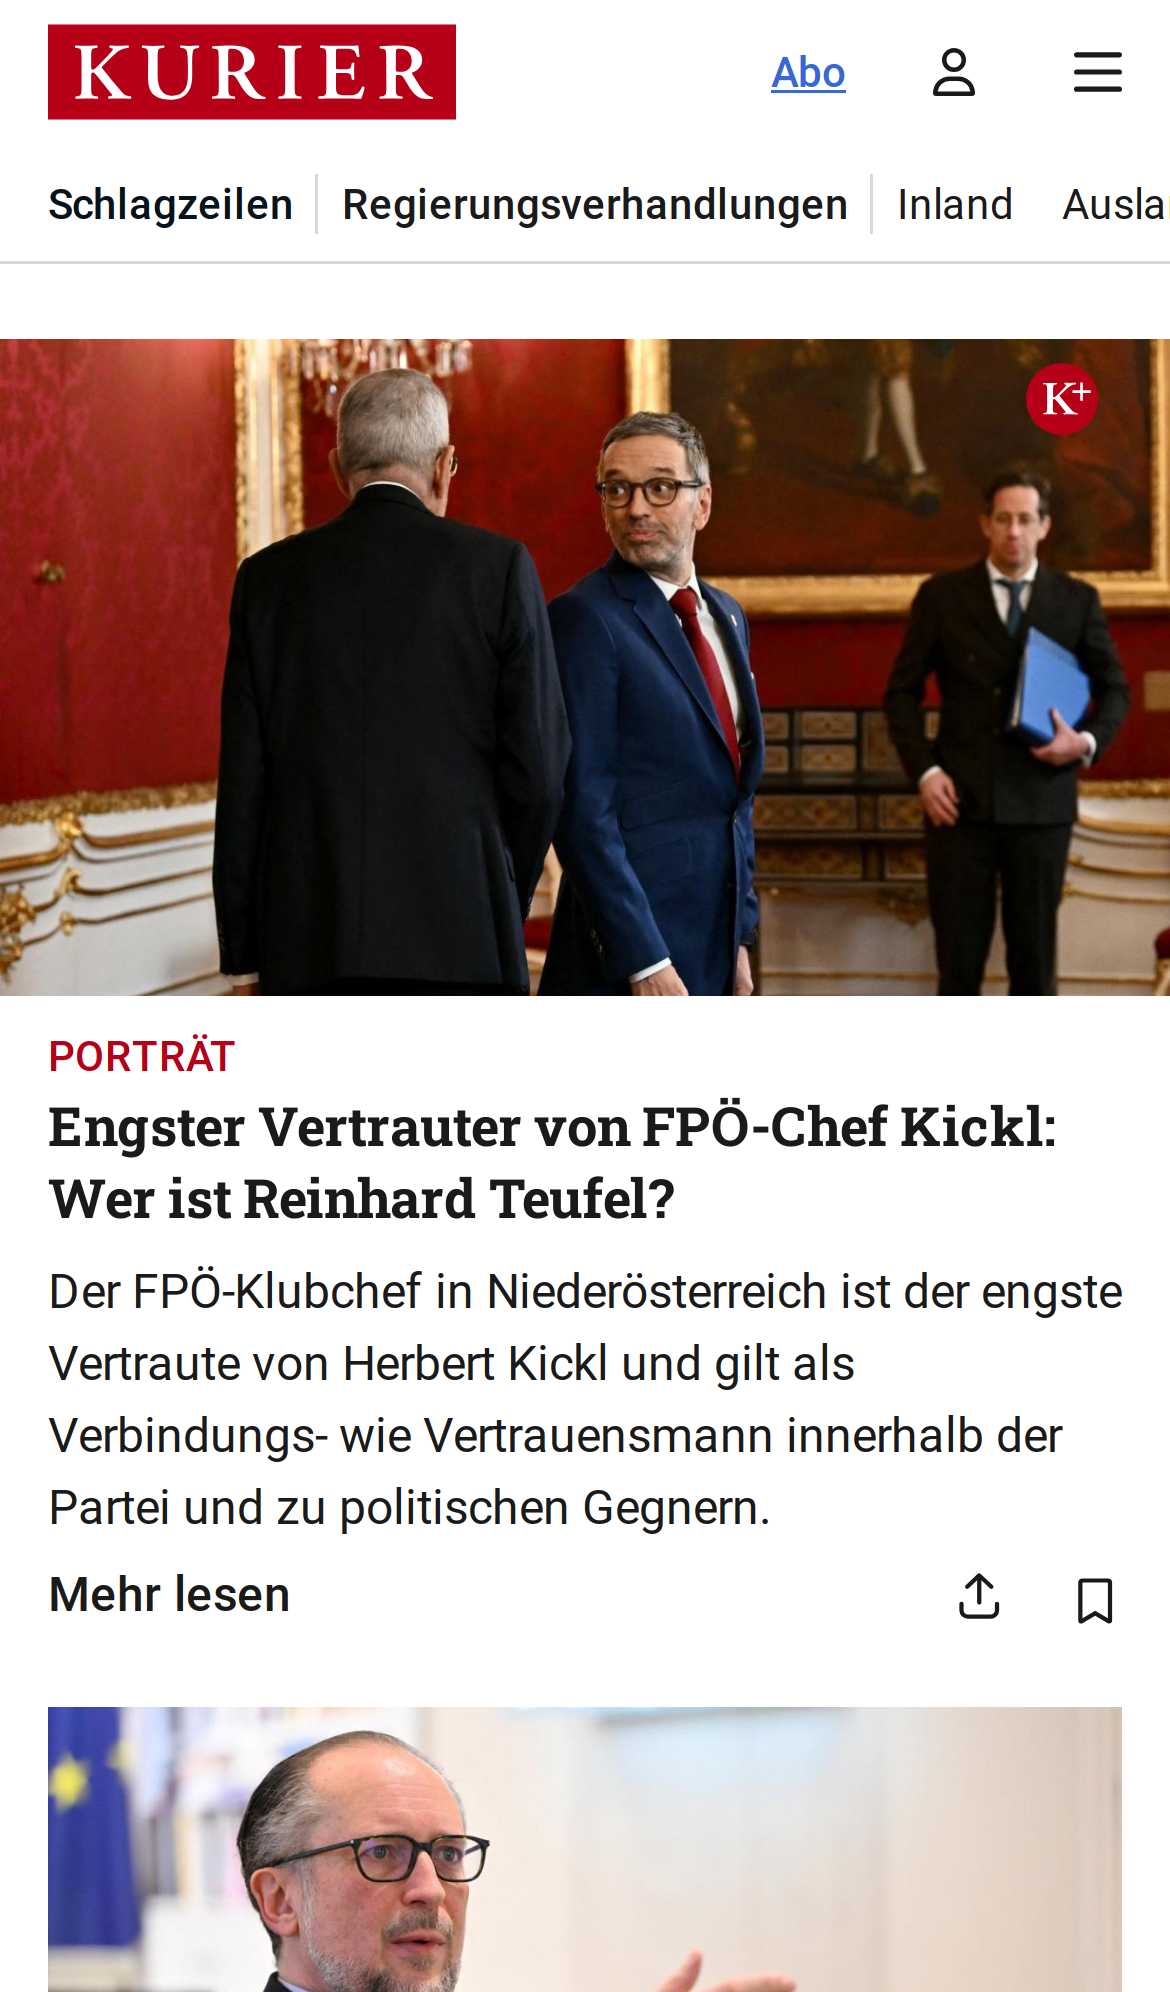 KURIER
Abo
Schlagzeilen
Regierungsverhandlungen
Inland
Ausla
K+
PORTRÄT
Engster Vertrauter von FPÖ-Chef Kickl:
Wer ist Reinhard Teufel?
Der FPÖ-Klubchef in Niederösterreich ist der engste
Vertraute von Herbert Kickl und gilt als
Verbindungs- wie Vertrauensmann innerhalb der
Partei und zu politischen Gegnern.
Mehr lesen